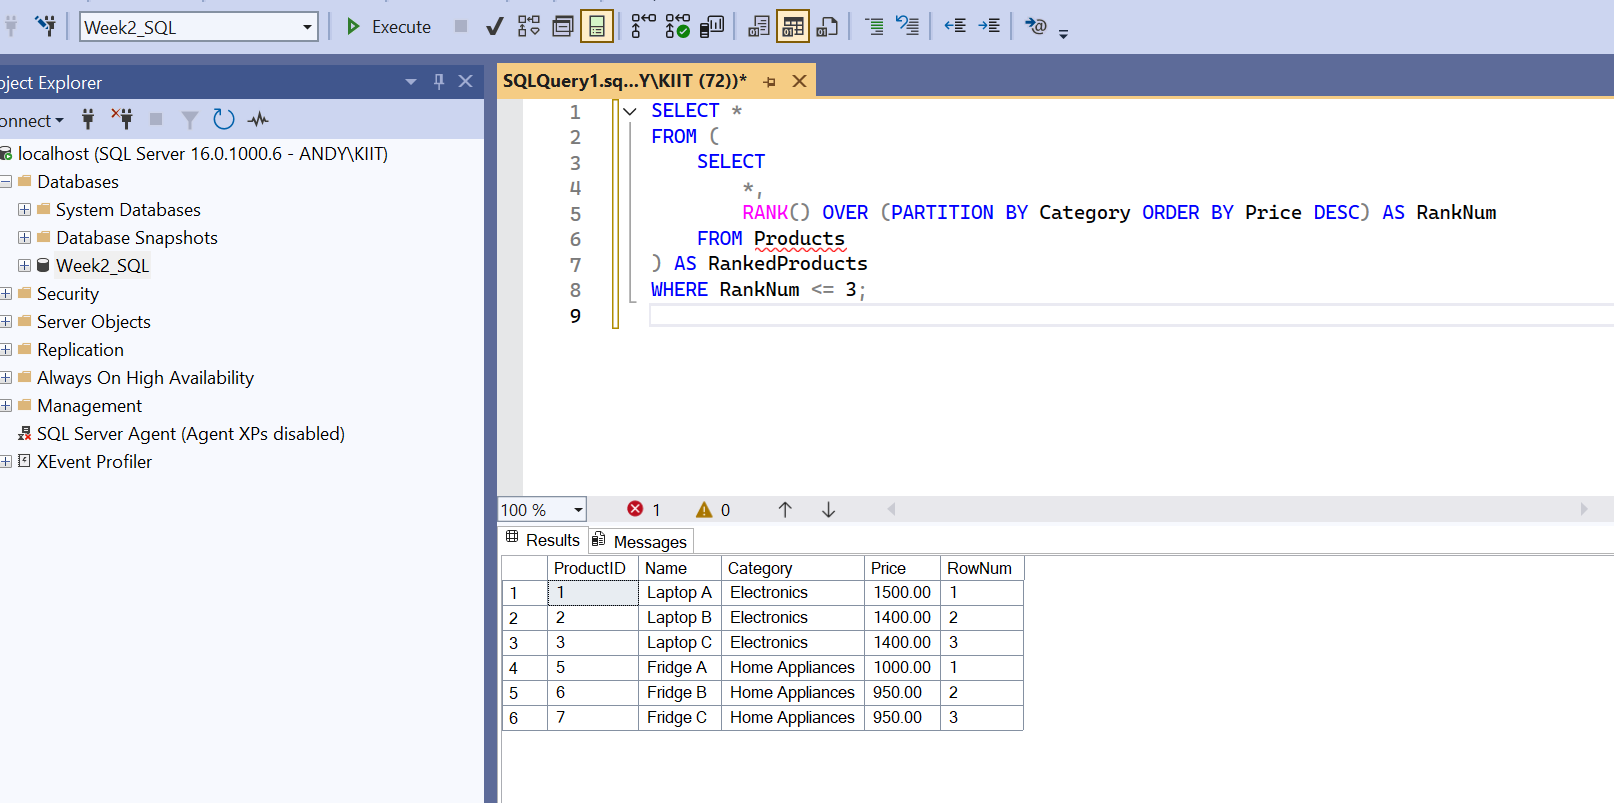 Week2_SQL
Execute
bject Explorer
onnect
localhost (SQL Server 16.0.1000.6 - ANDY\KIIT)
Databases
System Databases
Database Snapshots
Week2_SQL
Security
Server Objects
Replication
Always On High Availability
Management
SQL Server Agent (Agent XPs disabled)
XEvent Profiler
SQLQuery1.sq...Y\KIIT (72))*
1 SELECT *
2 FROM (
3 SELECT
4 *,
5 RANK() OVER (PARTITION BY Category ORDER BY Price DESC) AS RankNum
6 FROM Products
7 ) AS RankedProducts
8 WHERE RankNum <= 3;
9
100 % 1 0
Results Messages
ProductID Name Category Price RowNum
1 1 Laptop A Electronics 1500.00 1
2 2 Laptop B Electronics 1400.00 2
3 3 Laptop C Electronics 1400.00 3
4 5 Fridge A Home Appliances 1000.00 1
5 6 Fridge B Home Appliances 950.00 2
6 7 Fridge C Home Appliances 950.00 3